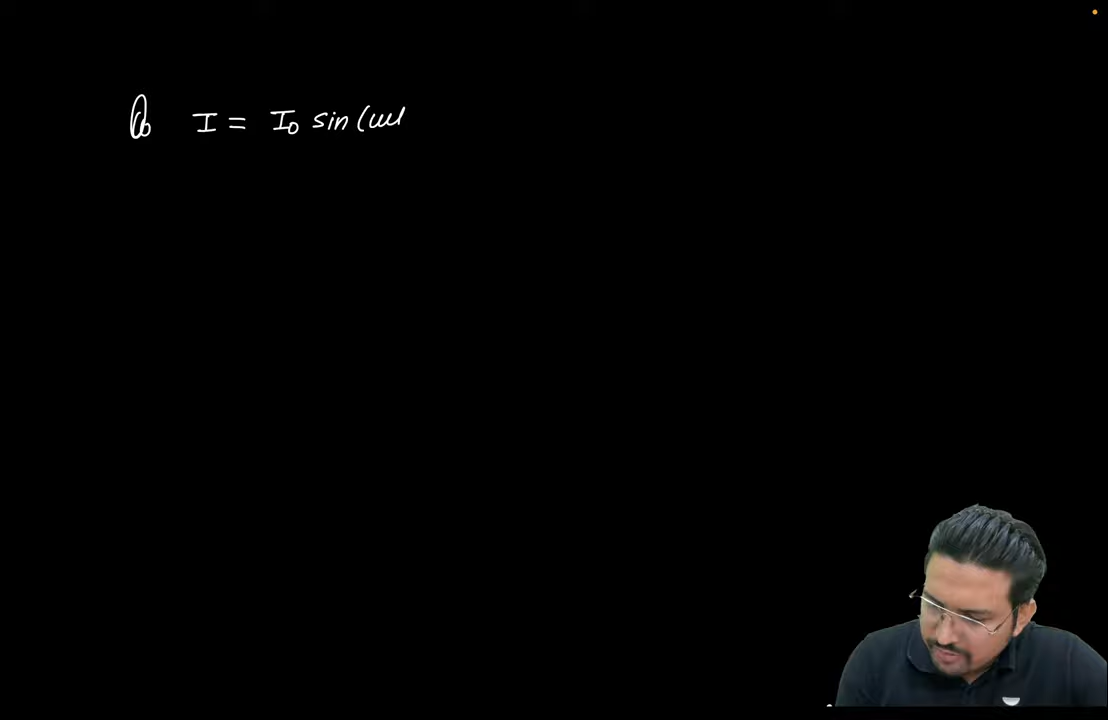 Q. I = I₀ sin (ωt